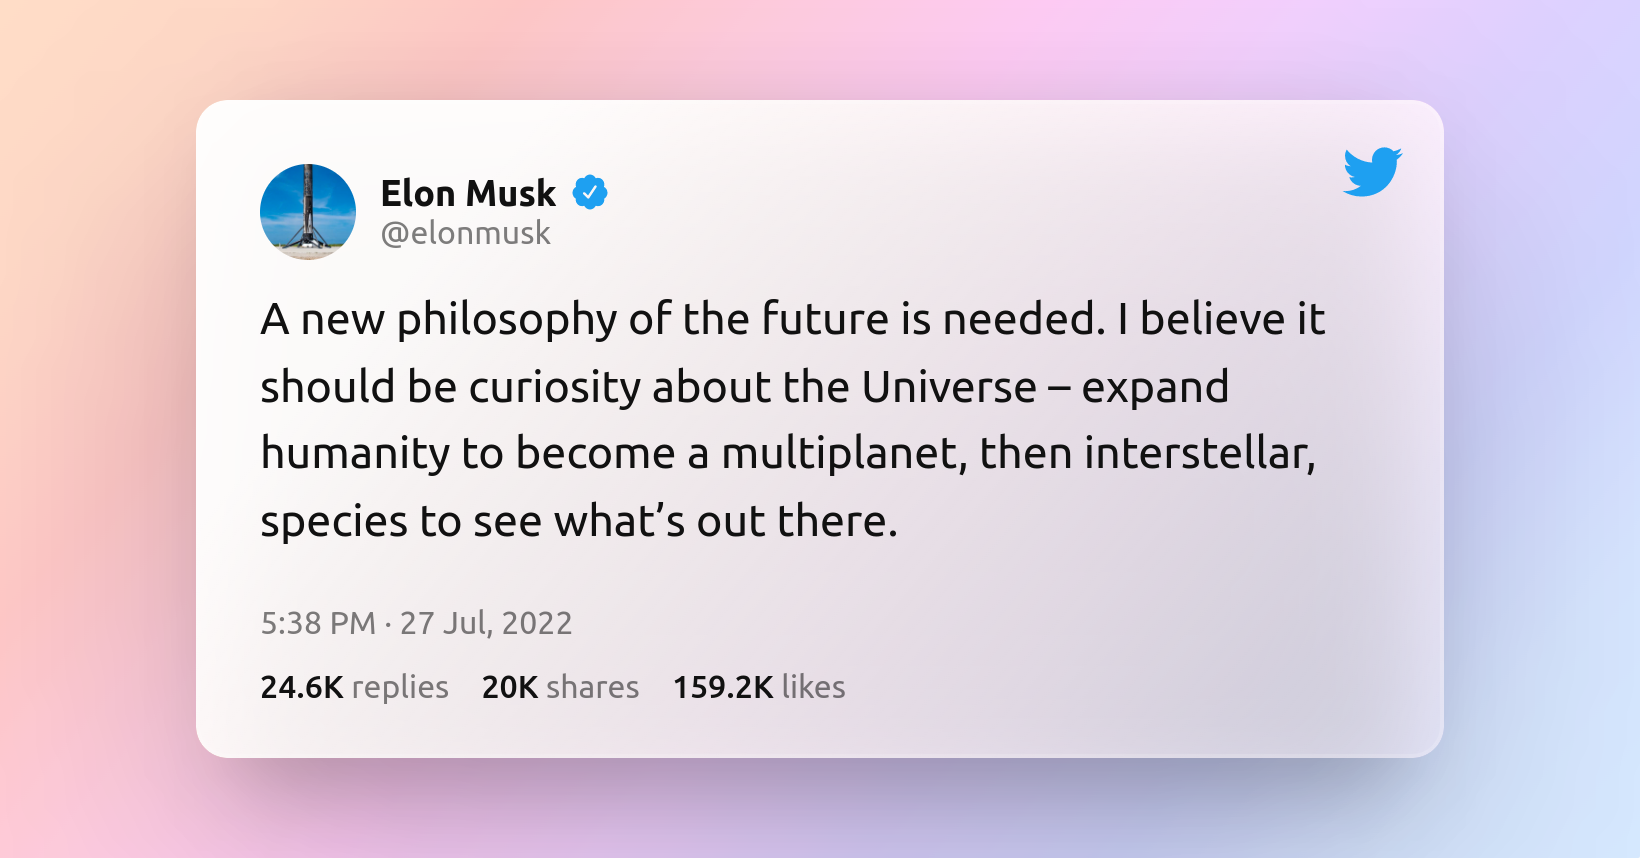 Elon Musk
@elonmusk
A new philosophy of the future is needed. I believe it
should be curiosity about the Universe – expand
humanity to become a multiplanet, then interstellar,
species to see what’s out there.
5:38 PM · 27 Jul, 2022
24.6K replies 20K shares 159.2K likes